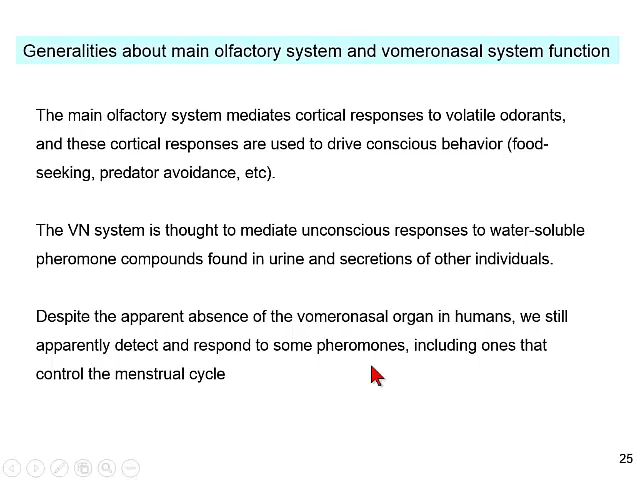 Generalities about main olfactory system and vomeronasal system function
The main olfactory system mediates cortical responses to volatile odorants,
and these cortical responses are used to drive conscious behavior (food-
seeking, predator avoidance, etc).
The VN system is thought to mediate unconscious responses to water-soluble
pheromone compounds found in urine and secretions of other individuals.
Despite the apparent absence of the vomeronasal organ in humans, we still
apparently detect and respond to some pheromones, including ones that
control the menstrual cycle
25